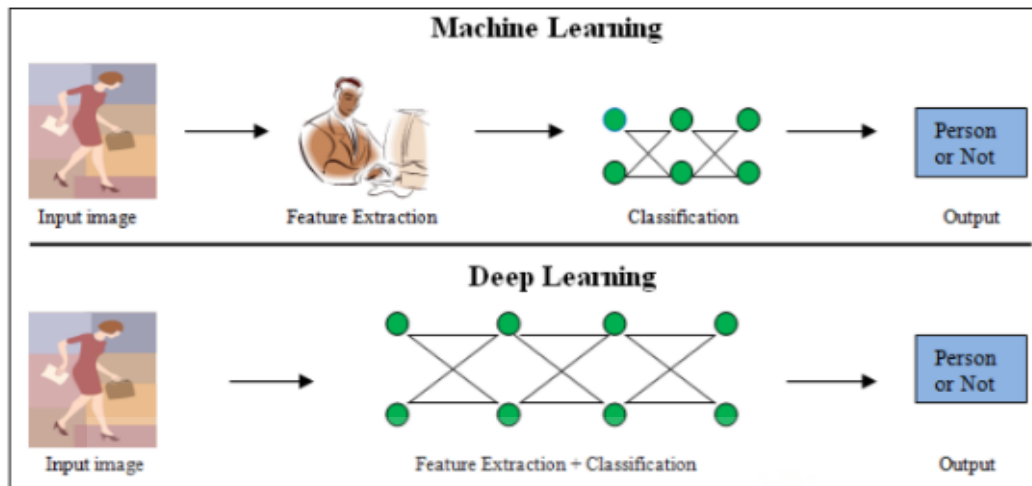 Machine Learning
Person
or Not
Input image
Feature Extraction
Classification
Output
Deep Learning
Person
or Not
Input image
Feature Extraction + Classification
Output